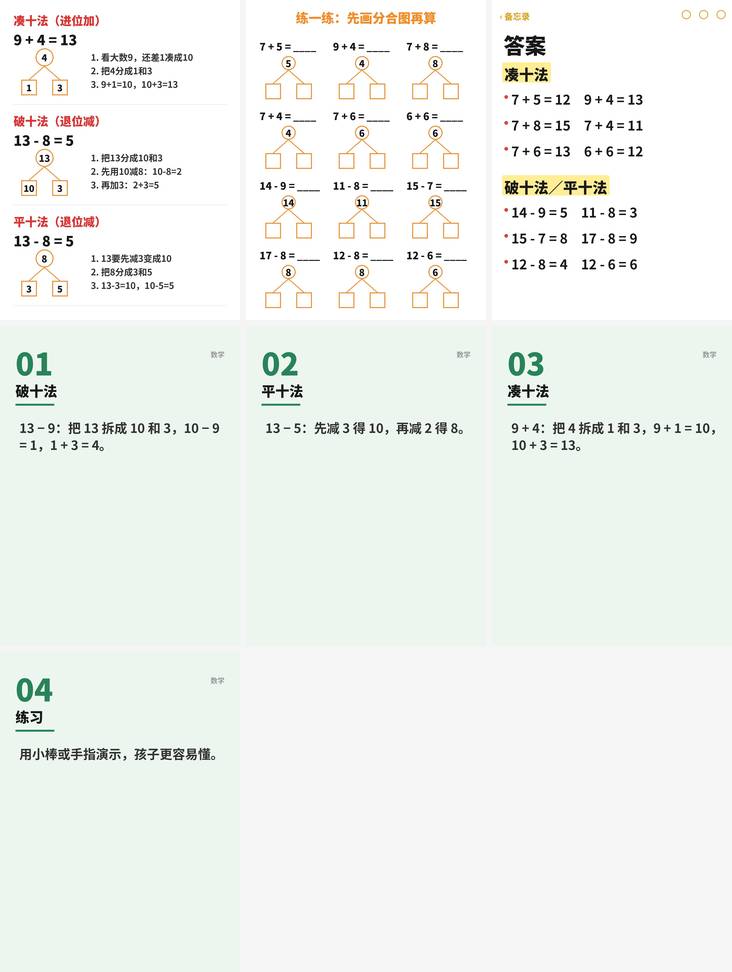 凑十法（进位加）
9 + 4 = 13
4
1 3
1. 看大数9，还差1凑成10
2. 把4分成1和3
3. 9+1=10，10+3=13
破十法（退位减）
13 - 8 = 5
13
10 3
1. 把13分成10和3
2. 先用10减8：10-8=2
3. 再加3：2+3=5
平十法（退位减）
13 - 8 = 5
8
3 5
1. 13要先减3变成10
2. 把8分成3和5
3. 13-3=10，10-5=5
练一练：先画分合图再算
7 + 5 = ____ 9 + 4 = ____ 7 + 8 = ____
5 4 8
7 + 4 = ____ 7 + 6 = ____ 6 + 6 = ____
4 6 6
14 - 9 = ____ 11 - 8 = ____ 15 - 7 = ____
14 11 15
17 - 8 = ____ 12 - 8 = ____ 12 - 6 = ____
8 8 6
‹ 备忘录
答案
凑十法
• 7 + 5 = 12 9 + 4 = 13
• 7 + 8 = 15 7 + 4 = 11
• 7 + 6 = 13 6 + 6 = 12
破十法／平十法
• 14 - 9 = 5 11 - 8 = 3
• 15 - 7 = 8 17 - 8 = 9
• 12 - 8 = 4 12 - 6 = 6
01
数学
破十法
13 − 9：把 13 拆成 10 和 3，10 − 9
= 1，1 + 3 = 4。
02
数学
平十法
13 − 5：先减 3 得 10，再减 2 得 8。
03
数学
凑十法
9 + 4：把 4 拆成 1 和 3，9 + 1 = 10，
10 + 3 = 13。
04
数学
练习
用小棒或手指演示，孩子更容易懂。